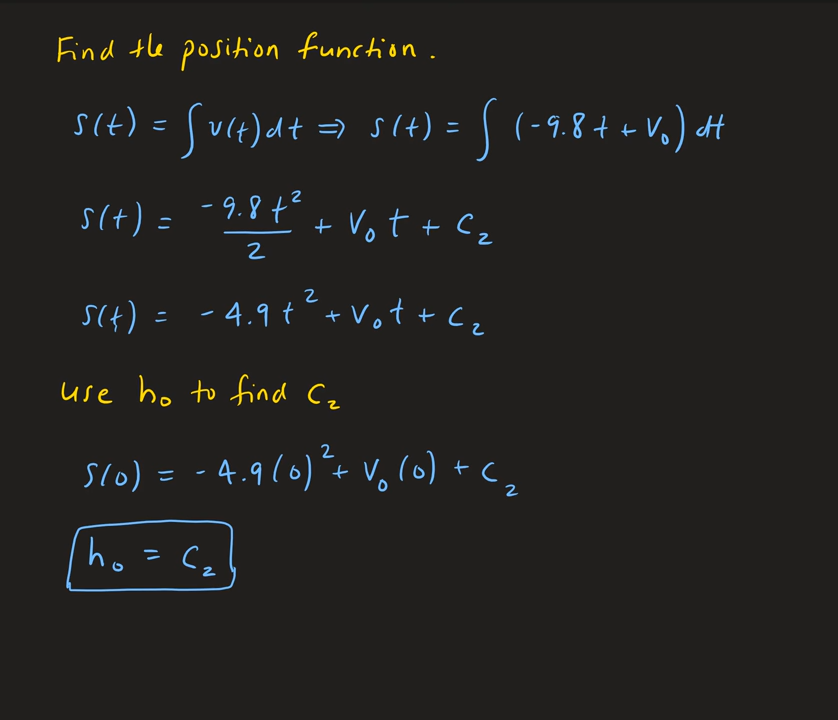 Find the position function.
s(t) = ∫ v(t)dt ⇒ s(t) = ∫ (-9.8t + V₀) dt
s(t) = -9.8t²/2 + V₀t + C₂
s(t) = -4.9t² + V₀t + C₂
use h₀ to find C₂
s(0) = -4.9(0)² + V₀(0) + C₂
h₀ = C₂